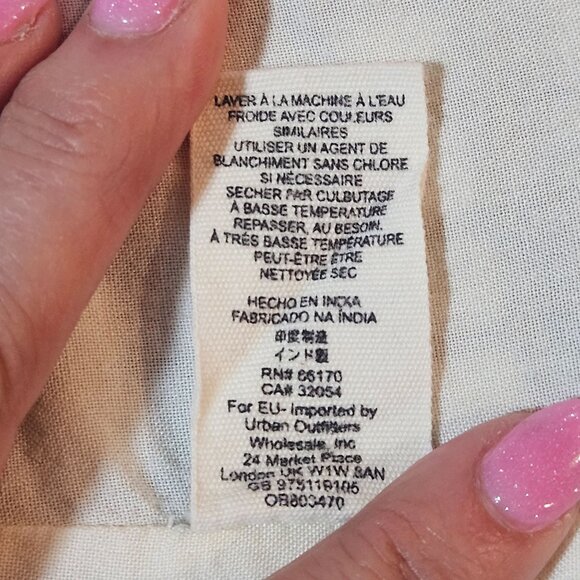 LAVER À LA MACHINE À L'EAU
FROIDE AVEC COULEURS
SIMILAIRES
UTILISER UN AGENT DE
BLANCHIMENT SANS CHLORE
SI NÉCESSAIRE
SECHER PAR CULBUTAGE
À BASSE TEMPERATURE
REPASSER, AU BESOIN,
À TRÉS BASSE TEMPÉRATURE
PEUT-ÊTRE ÊTRE
NETTOYÉE SEC
HECHO EN INDIA
FABRICADO NA ÍNDIA
印度製造
インド製
RN# 66170
CA# 32054
For EU- Imported by
Urban Outfitters
Wholesale, Inc
24 Market Place
London UK W1W 8AN
GB 975119105
OB803470